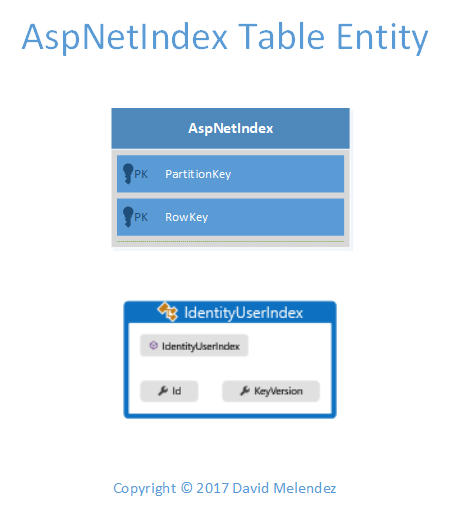 AspNetIndex Table Entity
AspNetIndex
PK PartitionKey
PK RowKey
IdentityUserIndex
IdentityUserIndex
Id KeyVersion
Copyright © 2017 David Melendez